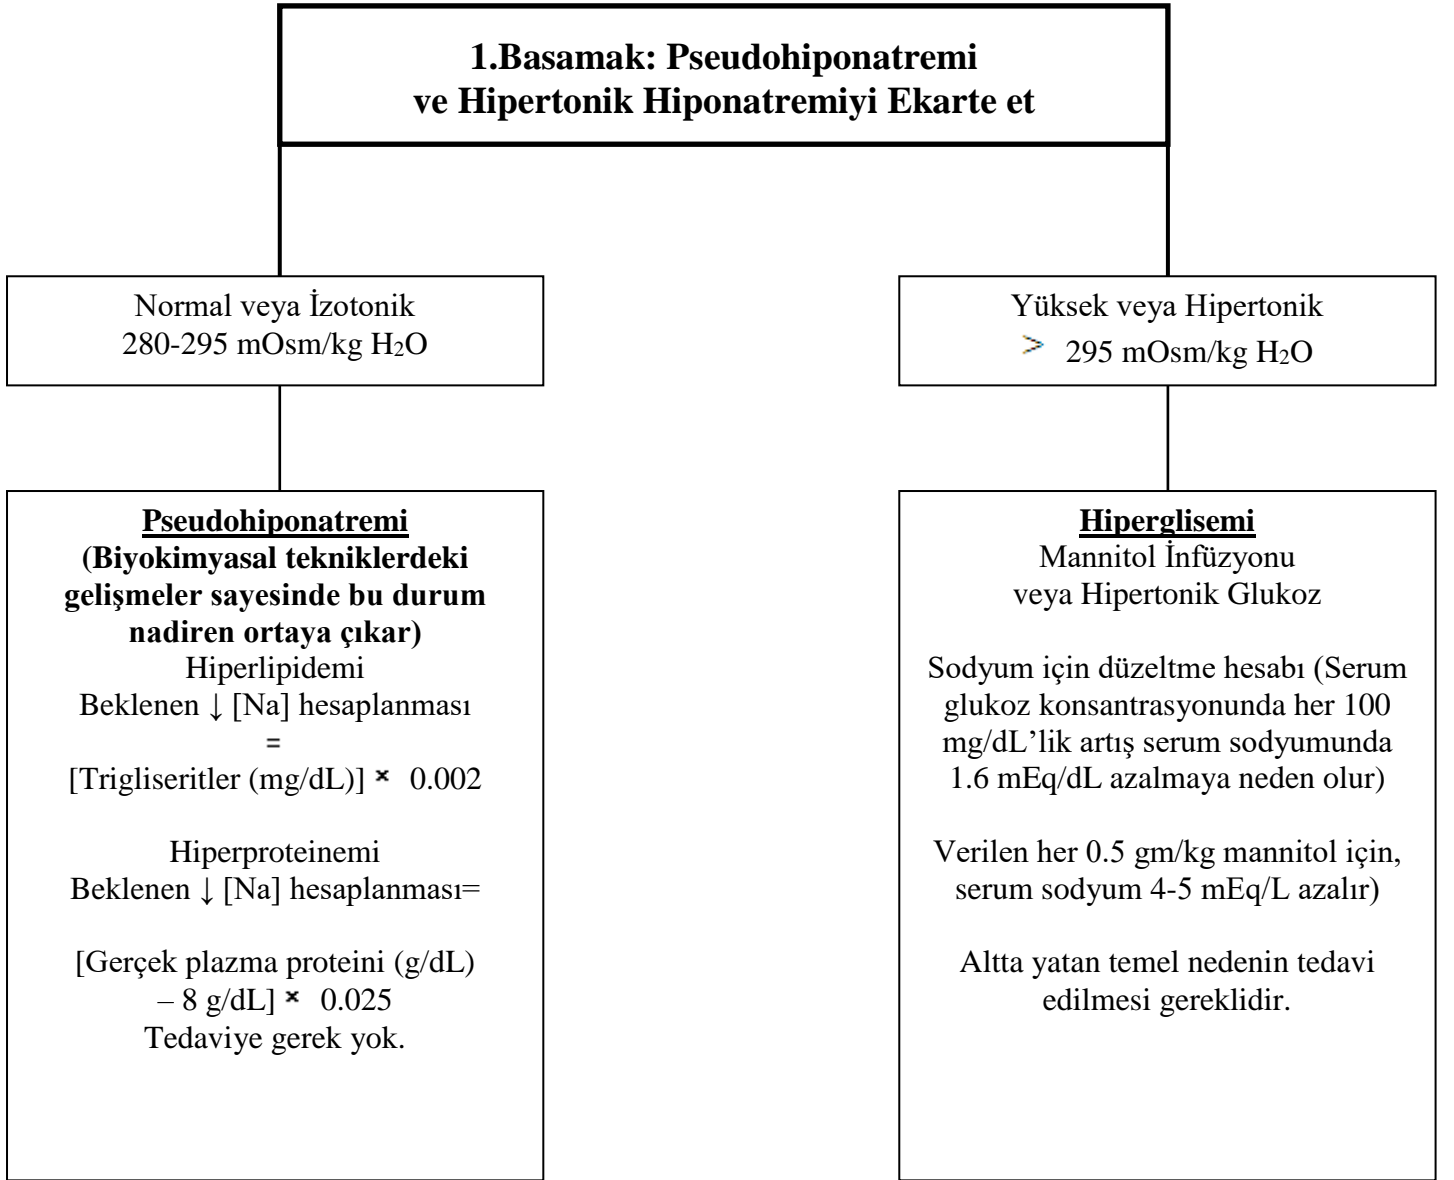 1.Basamak: Pseudohiponatremi
ve Hipertonik Hiponatremiyi Ekarte et
Normal veya İzotonik
280-295 mOsm/kg H₂O
Yüksek veya Hipertonik
> 295 mOsm/kg H₂O
Pseudohiponatremi
(Biyokimyasal tekniklerdeki
gelişmeler sayesinde bu durum
nadiren ortaya çıkar)
Hiperlipidemi
Beklenen ↓ [Na] hesaplanması
=
[Trigliseritler (mg/dL)] × 0.002
Hiperproteinemi
Beklenen ↓ [Na] hesaplanması=
[Gerçek plazma proteini (g/dL)
– 8 g/dL] × 0.025
Tedaviye gerek yok.
Hiperglisemi
Mannitol İnfüzyonu
veya Hipertonik Glukoz
Sodyum için düzeltme hesabı (Serum
glukoz konsantrasyonunda her 100
mg/dL’lik artış serum sodyumunda
1.6 mEq/dL azalmaya neden olur)
Verilen her 0.5 gm/kg mannitol için,
serum sodyum 4-5 mEq/L azalır)
Altta yatan temel nedenin tedavi
edilmesi gereklidir.